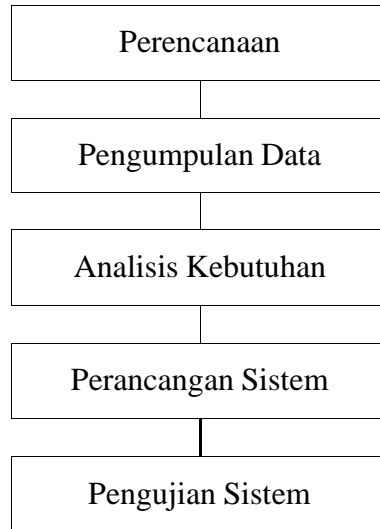 Perencanaan
Pengumpulan Data
Analisis Kebutuhan
Perancangan Sistem
Pengujian Sistem